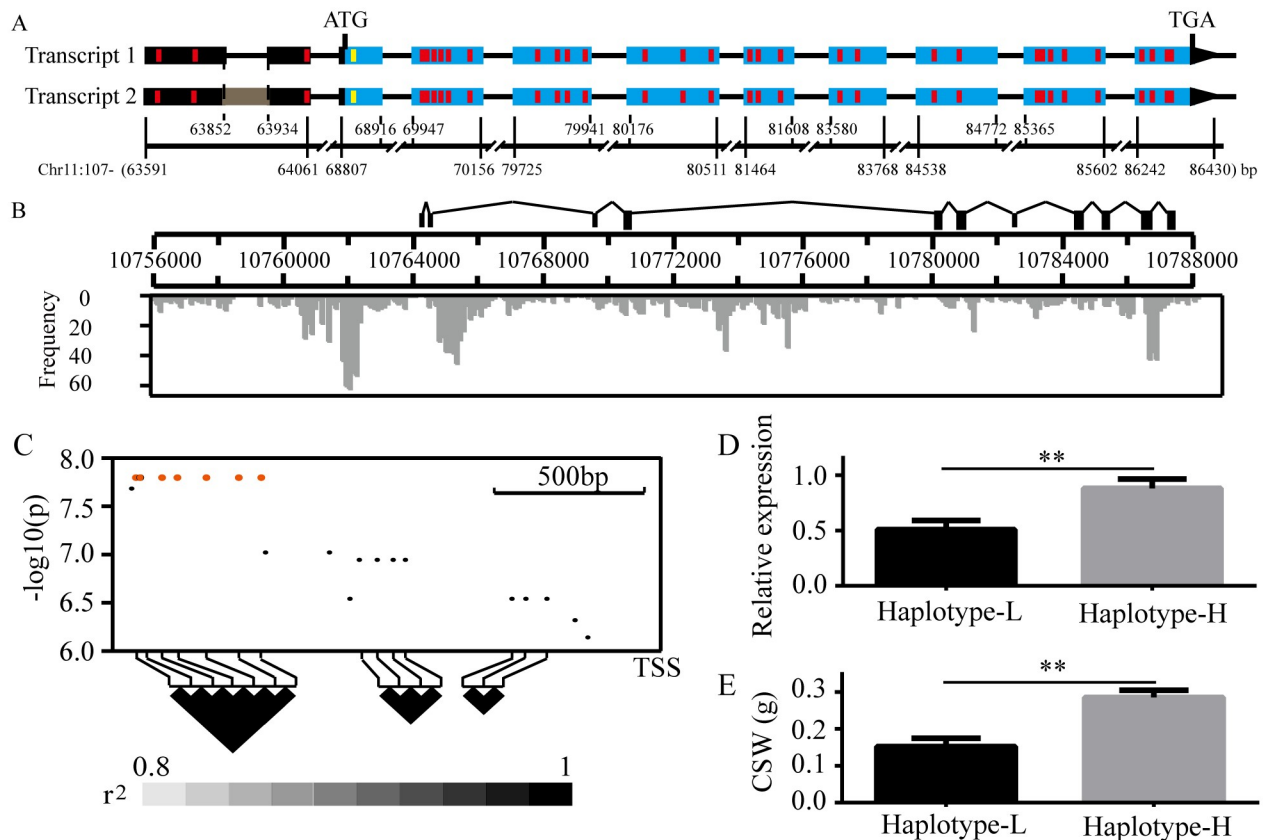 A
ATG
TGA
Transcript 1
Transcript 2
63852 63934 68916 69947 79941 80176 81608 83580 84772 85365
Chr11:107- (63591 64061 68807 70156 79725 80511 81464 83768 84538 85602 86242 86430) bp
B
10756000 10760000 10764000 10768000 10772000 10776000 10780000 10784000 10788000
Frequency
0
20
40
60
C
-log10(p)
8.0
7.5
7.0
6.5
6.0
500bp
TSS
0.8 1
r2
D
Relative expression
1.0
0.5
0.0
**
Haplotype-L Haplotype-H
E
CSW (g)
0.3
0.2
0.1
0.0
**
Haplotype-L Haplotype-H